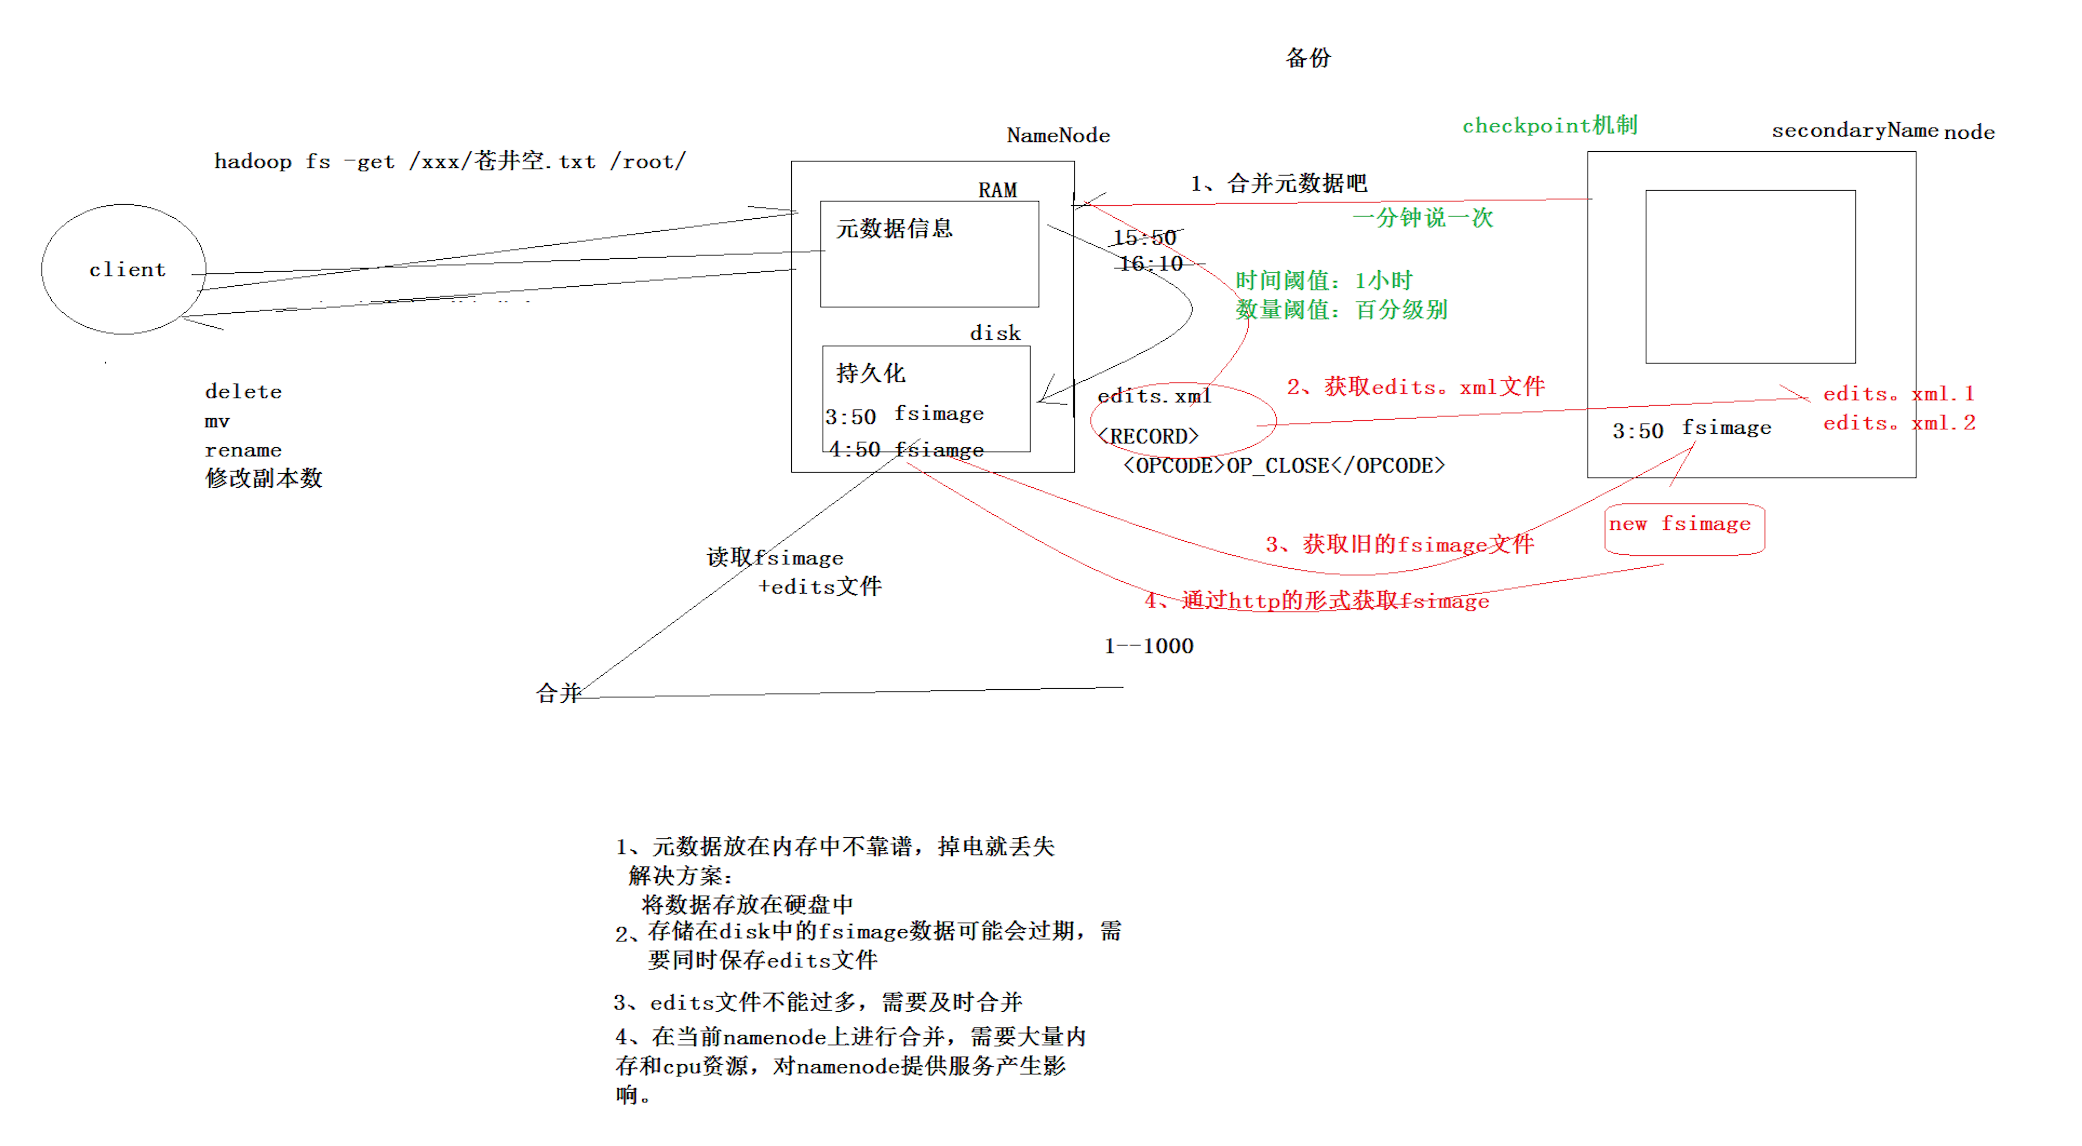 备份
checkpoint机制
NameNode
secondaryName node
hadoop fs -get /xxx/苍井空.txt /root/
RAM
1、合并元数据吧
一分钟说一次
元数据信息
15:50
16:10
client
时间阈值：1小时
数量阈值：百分级别
disk
持久化
3:50 fsimage
4:50 fsiamge
edits.xml
<RECORD>
<OPCODE>OP_CLOSE</OPCODE>
2、获取edits。xml文件
edits。xml.1
edits。xml.2
3:50 fsimage
delete
mv
rename
修改副本数
new fsimage
3、获取旧的fsimage文件
读取fsimage
+edits文件
4、通过http的形式获取fsimage
1--1000
合并
1、元数据放在内存中不靠谱，掉电就丢失
解决方案：
将数据存放在硬盘中
2、存储在disk中的fsimage数据可能会过期，需
要同时保存edits文件
3、edits文件不能过多，需要及时合并
4、在当前namenode上进行合并，需要大量内
存和cpu资源，对namenode提供服务产生影
响。